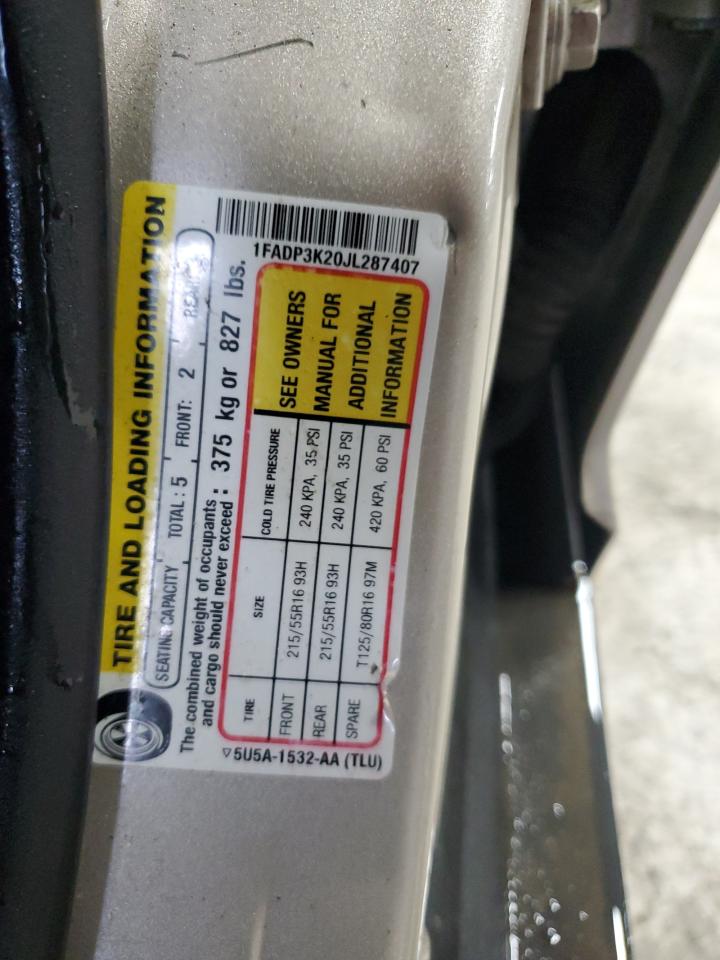 TIRE AND LOADING INFORMATION
SEATING CAPACITY TOTAL : 5 FRONT: 2 REAR:
The combined weight of occupants and cargo should never exceed : 375 kg or 827 lbs.
TIRE SIZE COLD TIRE PRESSURE
FRONT 215/55R16 93H 240 KPA, 35 PSI
REAR 215/55R16 93H 240 KPA, 35 PSI
SPARE T125/80R16 97M 420 KPA, 60 PSI
SEE OWNERS
MANUAL FOR
ADDITIONAL
INFORMATION
1FADP3K20JL287407
▽5U5A-1532-AA (TLU)